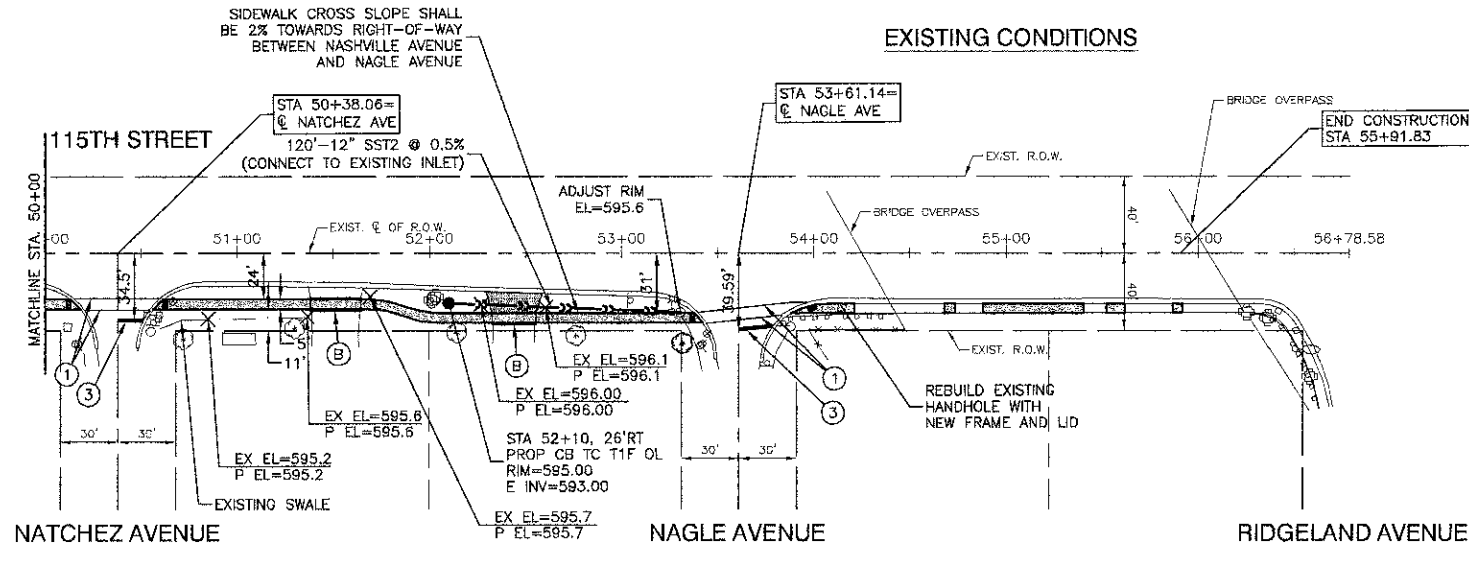 SIDEWALK CROSS SLOPE SHALL
BE 2% TOWARDS RIGHT-OF-WAY
BETWEEN NASHVILLE AVENUE
AND NAGLE AVENUE
EXISTING CONDITIONS
STA 50+38.06=
℄ NATCHEZ AVE
STA 53+61.14=
℄ NAGLE AVE
BRIDGE OVERPASS
END CONSTRUCTION
STA 55+91.83
115TH STREET
120'-12" SST2 @ 0.5%
(CONNECT TO EXISTING INLET)
EXIST. R.O.W.
MATCHLINE STA. 50+00
ADJUST RIM
EL=595.6
BRIDGE OVERPASS
40'
EXIST. ℄ OF R.O.W.
+00
51+00
52+00
53+00
54+00
55+00
56+00
56+78.58
34.5'
24'
31'
39.59'
40'
5'
11'
B
B
EXIST. R.O.W.
1
3
1
3
EX EL=596.1
P EL=596.1
EX EL=596.00
P EL=596.00
EX EL=595.6
P EL=595.6
REBUILD EXISTING
HANDHOLE WITH
NEW FRAME AND LID
30'
30'
30'
30'
STA 52+10, 26'RT
PROP CB TC T1F OL
RIM=595.00
E INV=593.00
EX EL=595.2
P EL=595.2
EXISTING SWALE
EX EL=595.7
P EL=595.7
NATCHEZ AVENUE
NAGLE AVENUE
RIDGELAND AVENUE